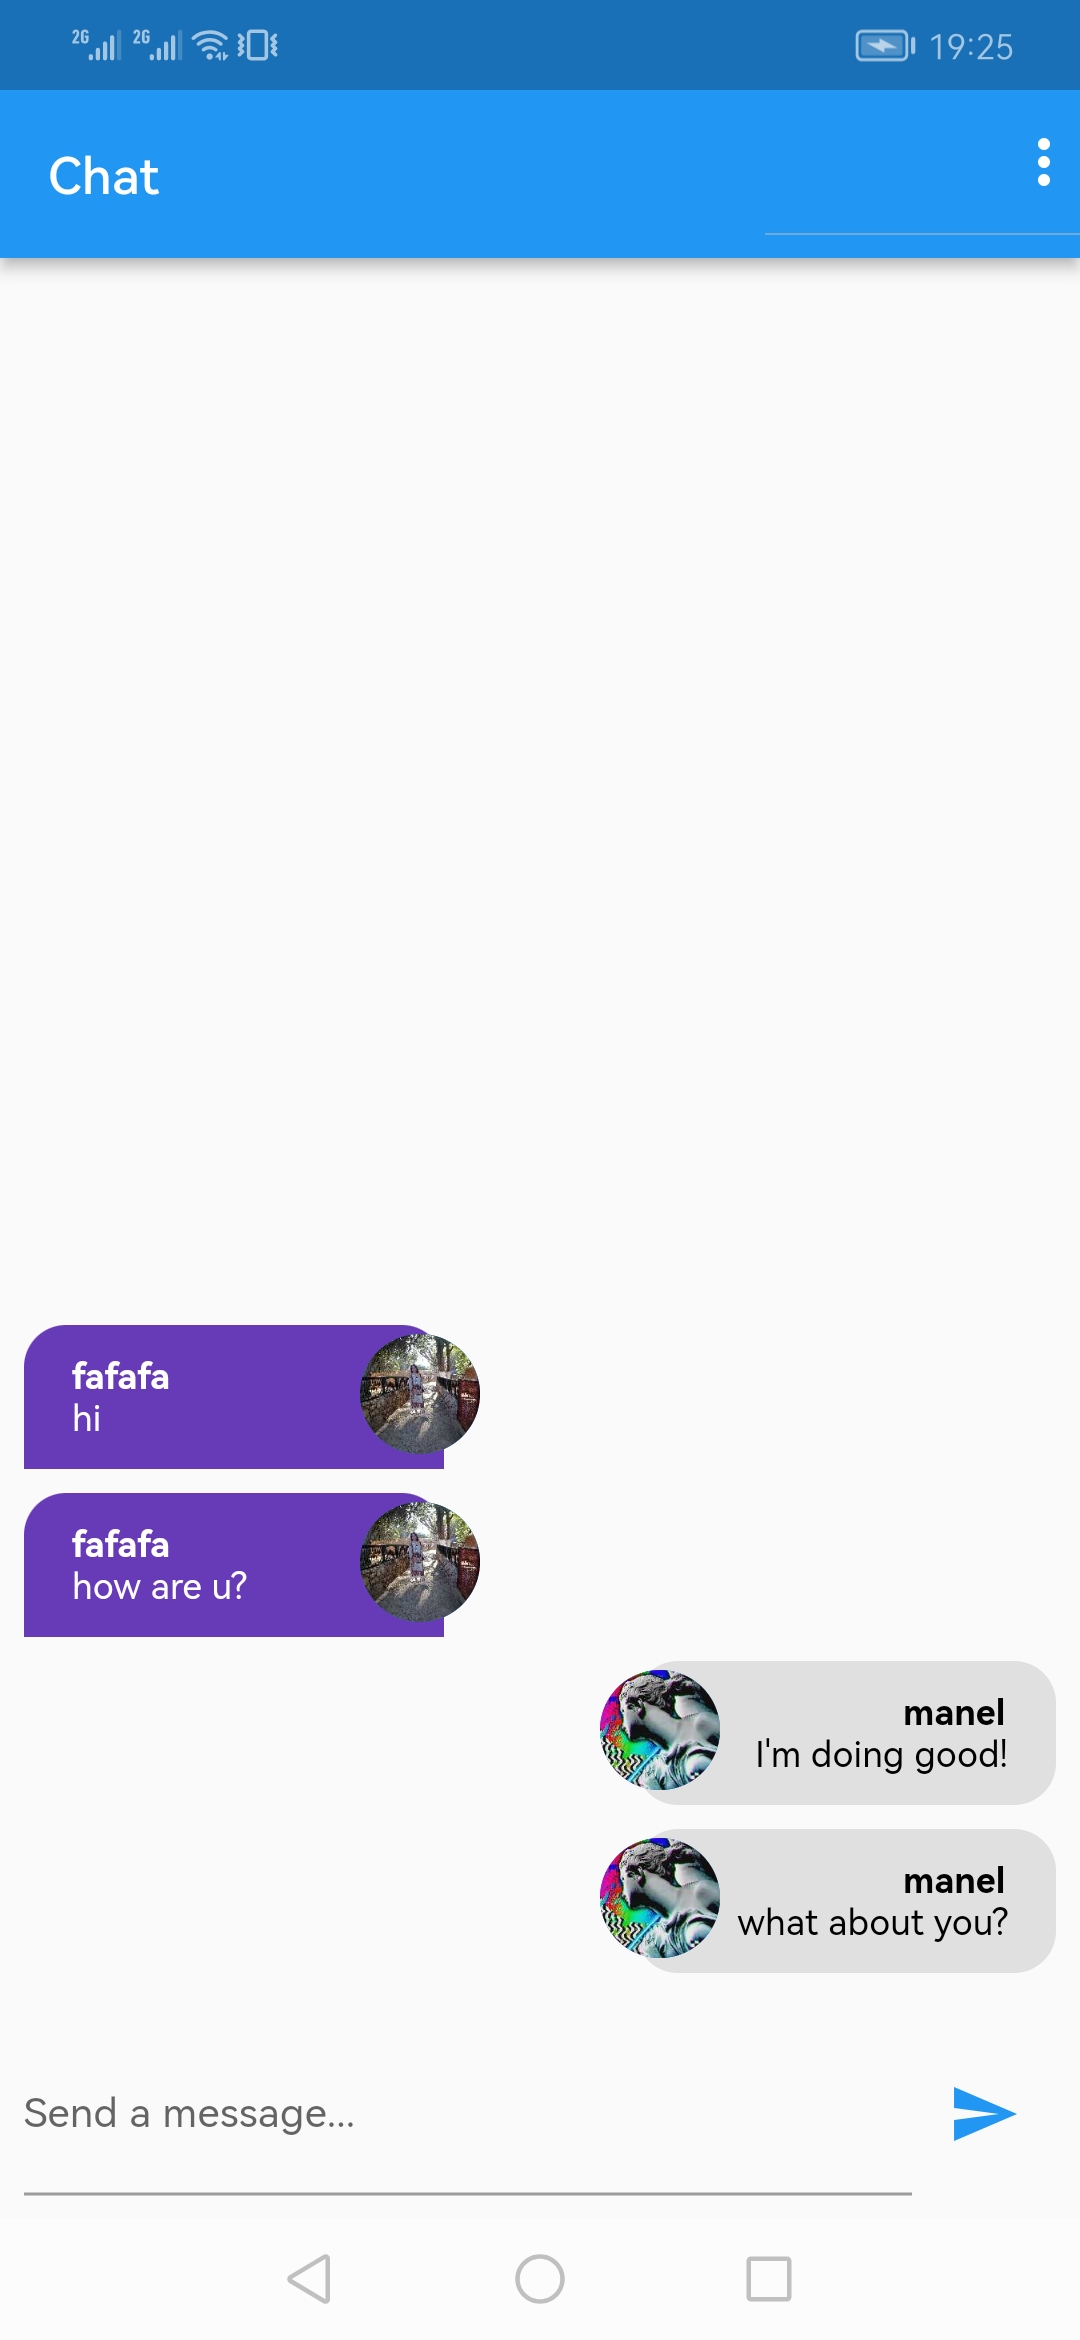 2G 2G 19:25
Chat
fafafa
hi
fafafa
how are u?
manel
I'm doing good!
manel
what about you?
Send a message...